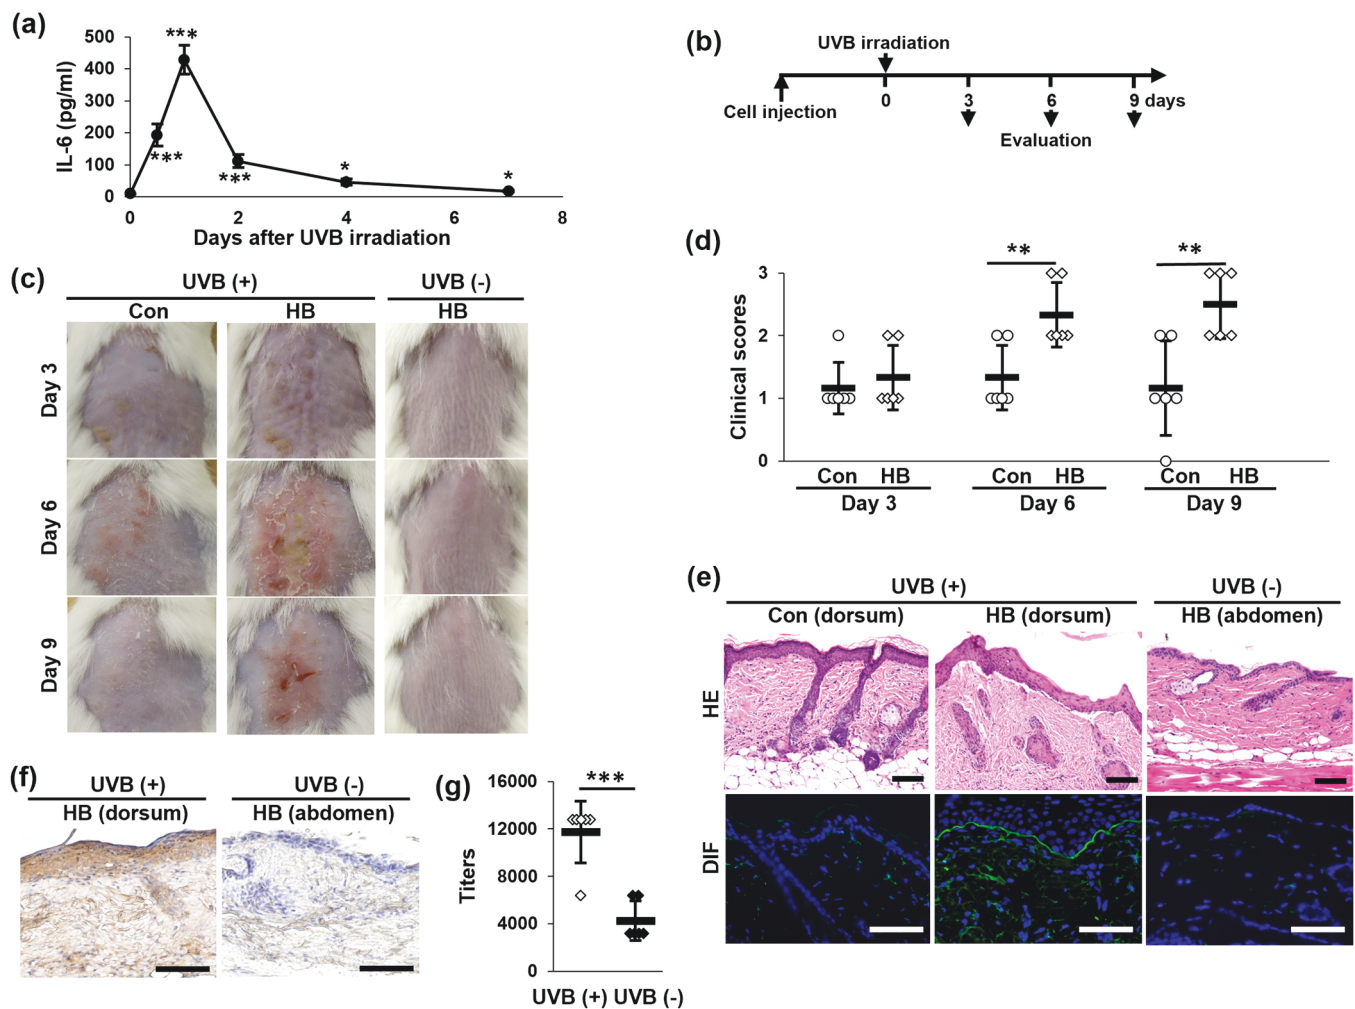 (a)
500
400
300
200
100
0
IL-6 (pg/ml)
***
***
***
*
*
0 2 4 6 8
Days after UVB irradiation
(b)
UVB irradiation
Cell injection
0 3 6 9 days
Evaluation
(c)
UVB (+) UVB (-)
Con HB HB
Day 3
Day 6
Day 9
(d)
Clinical scores
3
2
1
0
** **
Con HB Con HB Con HB
Day 3 Day 6 Day 9
(e)
UVB (+) UVB (-)
Con (dorsum) HB (dorsum) HB (abdomen)
HE
DIF
(f)
UVB (+) UVB (-)
HB (dorsum) HB (abdomen)
(g)
Titers
16000
12000
8000
4000
0
***
UVB (+) UVB (-)